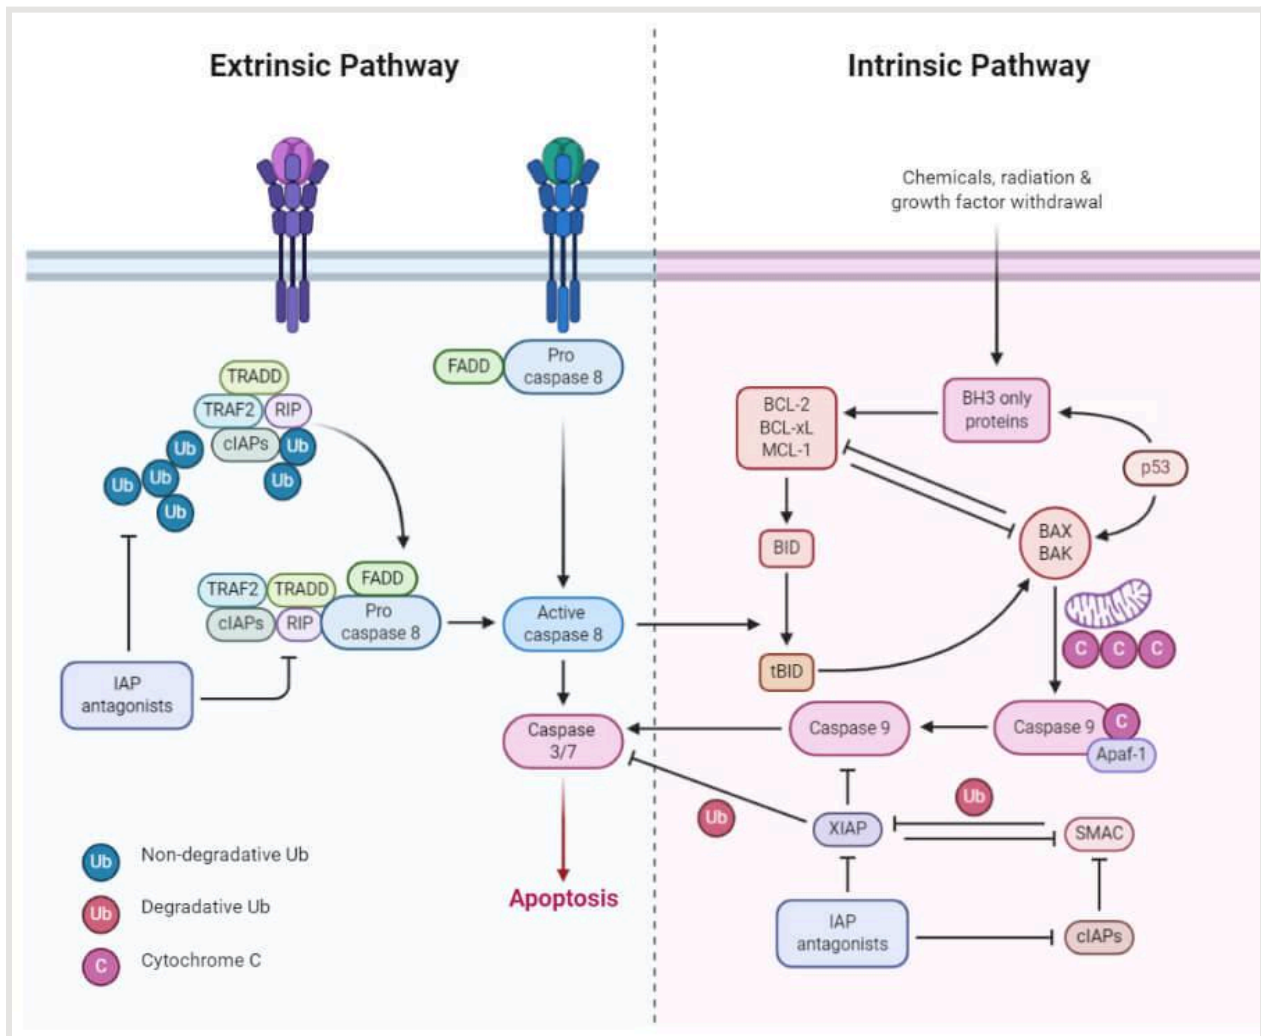 Extrinsic Pathway
Intrinsic Pathway
Chemicals, radiation &
growth factor withdrawal
FADD
Pro
caspase 8
TRADD
TRAF2
RIP
cIAPs
Ub
Ub
Ub
Ub
Ub
Ub
TRAF2
TRADD
FADD
cIAPs
RIP
Pro
caspase 8
Active
caspase 8
IAP
antagonists
Caspase
3/7
Apoptosis
Ub
Non-degradative Ub
Ub
Degradative Ub
C
Cytochrome C
BCL-2
BCL-xL
MCL-1
BH3 only
proteins
p53
BAX
BAK
BID
tBID
C
C
C
Caspase 9
Caspase 9
C
Apaf-1
Ub
Ub
XIAP
SMAC
IAP
antagonists
cIAPs